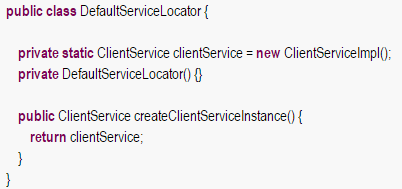 public class DefaultServiceLocator {
private static ClientService clientService = new ClientServiceImpl();
private DefaultServiceLocator() {}
public ClientService createClientServiceInstance() {
return clientService;
}
}